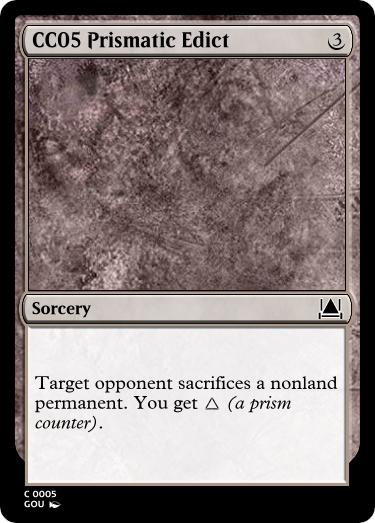 CC05 Prismatic Edict 3
Sorcery
Target opponent sacrifices a nonland
permanent. You get △ (a prism
counter).
C 0005
GOU